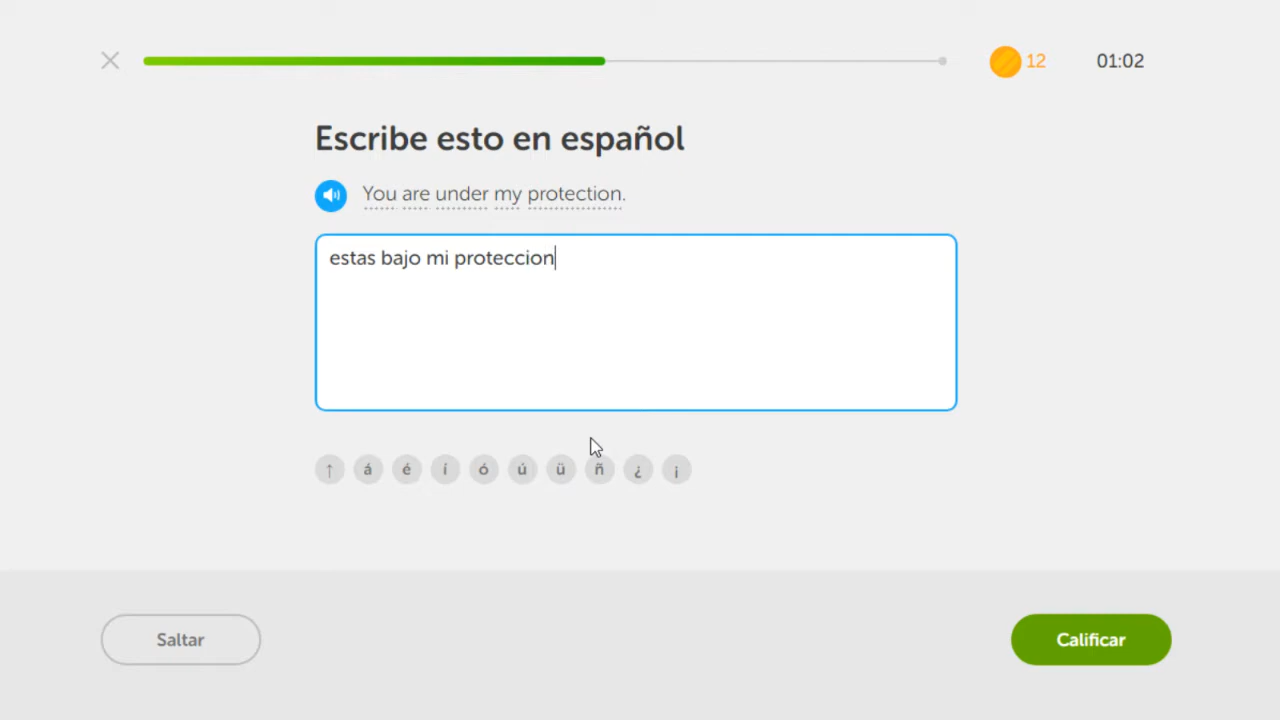 12 01:02
Escribe esto en español
You are under my protection.
estas bajo mi proteccion
↑ á é í ó ú ü ñ ¿ ¡
Saltar Calificar